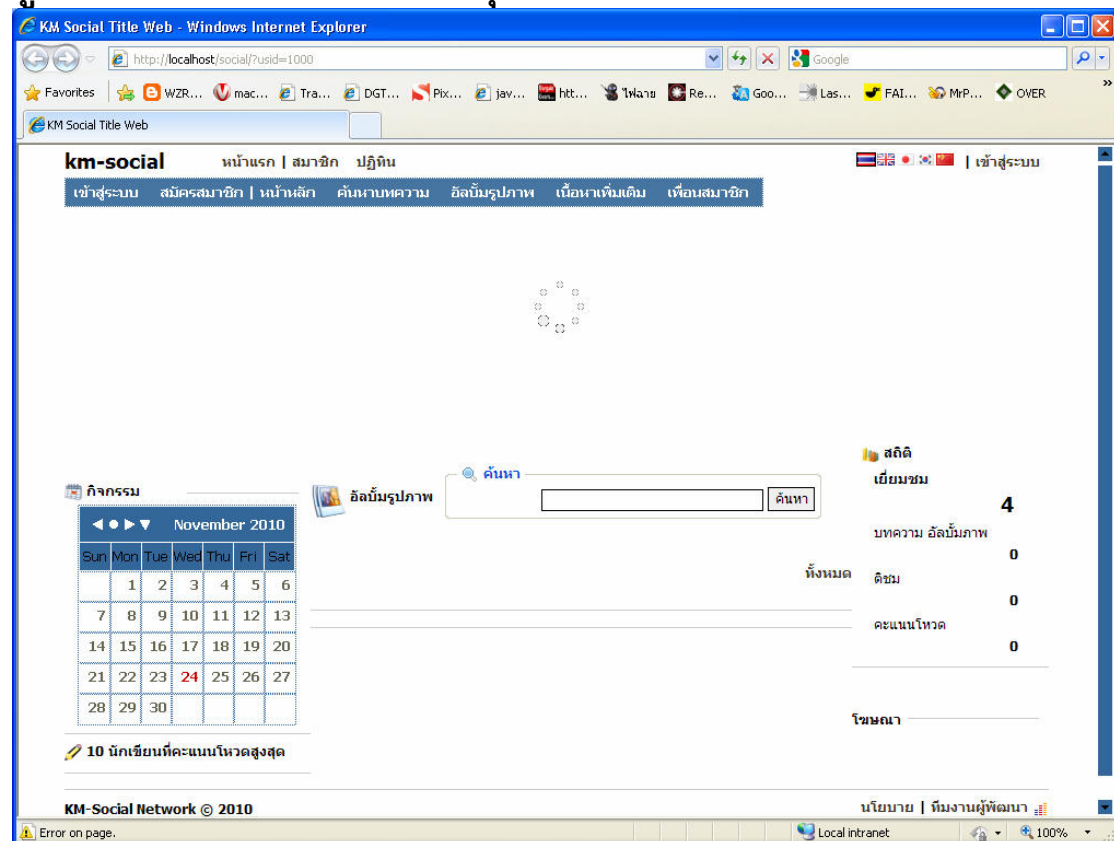 KM Social Title Web - Windows Internet Explorer
http://localhost/social/?usid=1000
Google
Favorites WZR... mac... Tra... DGT... Pix... jav... htt... ไฟฉาย Re... Goo... Las... FAI... MrP... OVER »
KM Social Title Web
km-social หน้าแรก | สมาชิก ปฏิทิน | เข้าสู่ระบบ
เข้าสู่ระบบ สมัครสมาชิก | หน้าหลัก ค้นหาบทความ อัลบั้มรูปภาพ เนื้อหาเพิ่มเติม เพื่อนสมาชิก
สถิติ
เยี่ยมชม
4
บทความ อัลบั้มภาพ
0
ติชม
0
คะแนนโหวต
0
กิจกรรม
อัลบั้มรูปภาพ
ค้นหา
ค้นหา
ทั้งหมด
November 2010
Sun Mon Tue Wed Thu Fri Sat
1 2 3 4 5 6
7 8 9 10 11 12 13
14 15 16 17 18 19 20
21 22 23 24 25 26 27
28 29 30
โฆษณา
10 นักเขียนที่คะแนนโหวตสูงสุด
KM-Social Network © 2010 นโยบาย | ทีมงานผู้พัฒนา
Error on page. Local intranet 100%